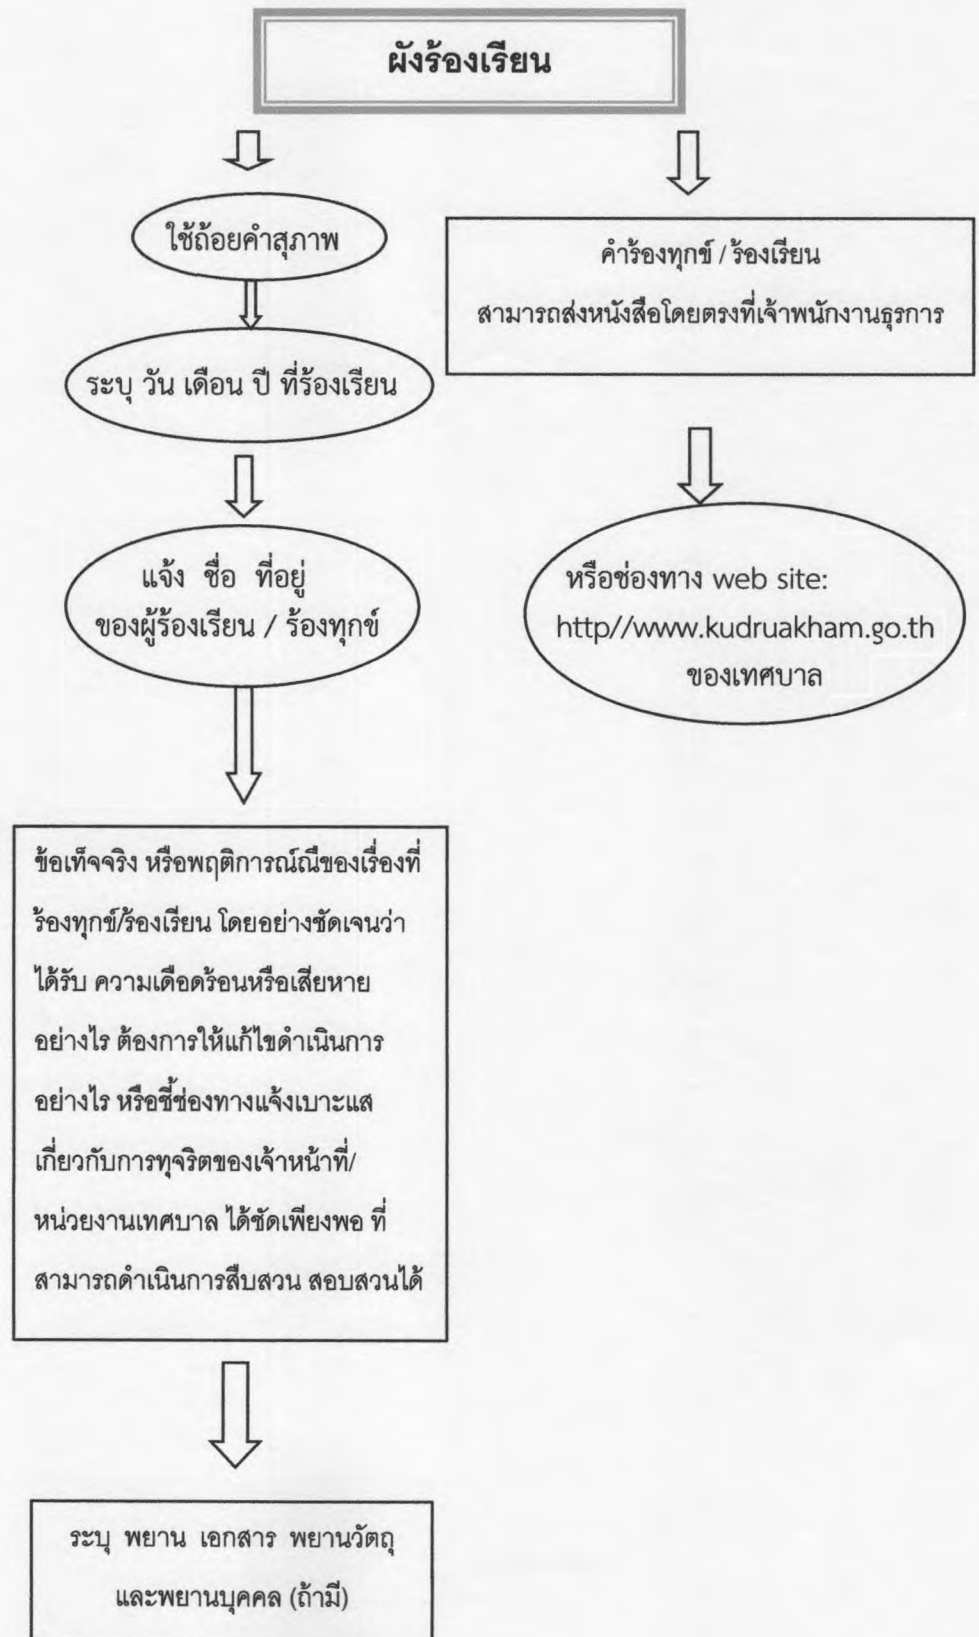 ผังร้องเรียน
ใช้ถ้อยคำสุภาพ
ระบุ วัน เดือน ปี ที่ร้องเรียน
แจ้ง ชื่อ ที่อยู่
ของผู้ร้องเรียน / ร้องทุกข์
ข้อเท็จจริง หรือพฤติการณ์ณีของเรื่องที่
ร้องทุกข์/ร้องเรียน โดยอย่างชัดเจนว่า
ได้รับ ความเดือดร้อนหรือเสียหาย
อย่างไร ต้องการให้แก้ไขดำเนินการ
อย่างไร หรือชี้ช่องทางแจ้งเบาะแส
เกี่ยวกับการทุจริตของเจ้าหน้าที่/
หน่วยงานเทศบาล ได้ชัดเพียงพอ ที่
สามารถดำเนินการสืบสวน สอบสวนได้
ระบุ พยาน เอกสาร พยานวัตถุ
และพยานบุคคล (ถ้ามี)
คำร้องทุกข์ / ร้องเรียน
สามารถส่งหนังสือโดยตรงที่เจ้าพนักงานธุรการ
หรือช่องทาง web site:
http//www.kudruakham.go.th
ของเทศบาล